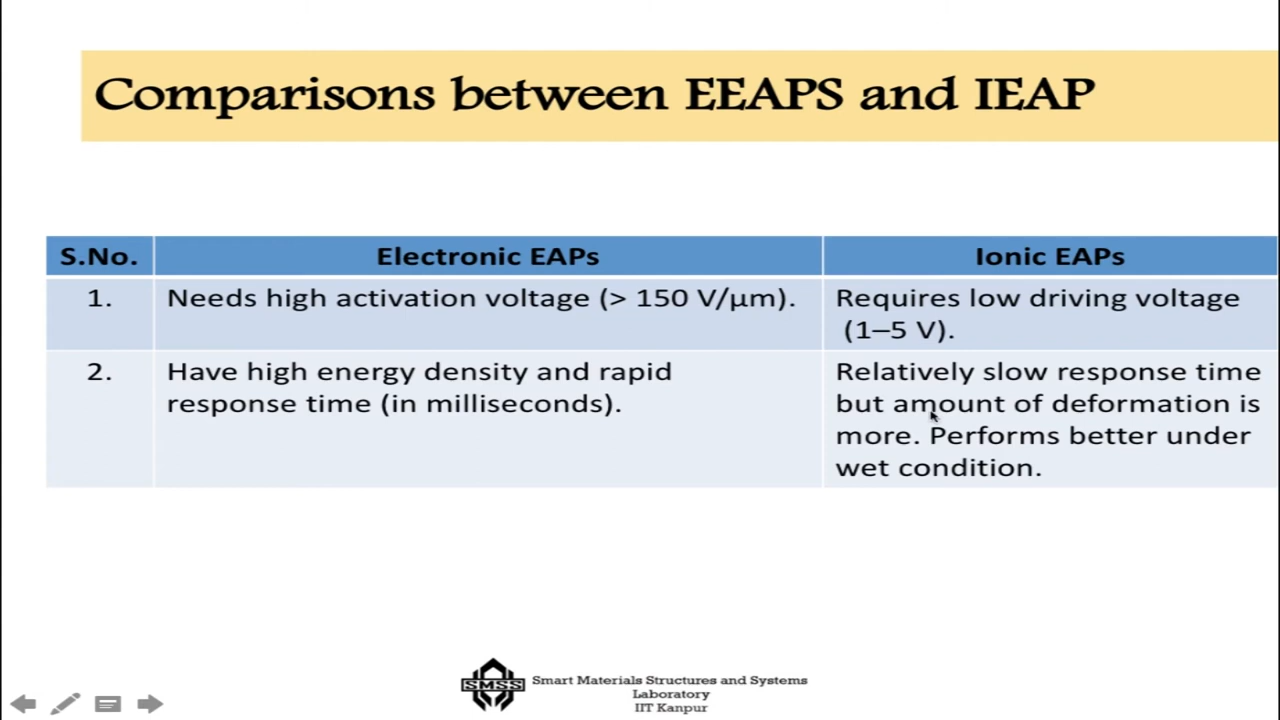 Comparisons between EEAPS and IEAP
S.No. Electronic EAPs Ionic EAPs
1. Needs high activation voltage (> 150 V/μm). Requires low driving voltage
(1–5 V).
2. Have high energy density and rapid Relatively slow response time
response time (in milliseconds). but amount of deformation is
more. Performs better under
wet condition.
SMSS Smart Materials Structures and Systems
Laboratory
IIT Kanpur